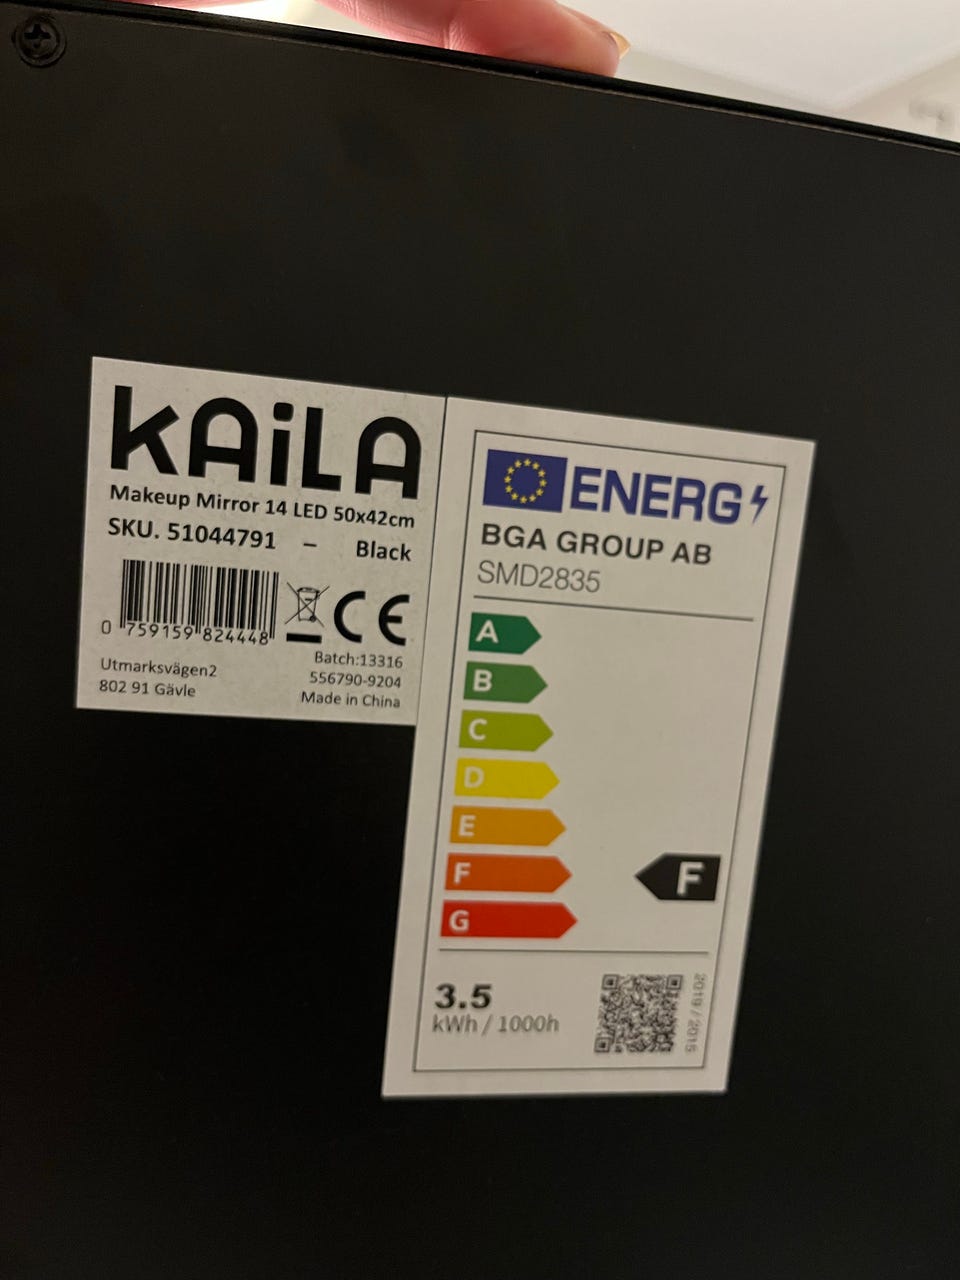 KAiLA
Makeup Mirror 14 LED 50x42cm
SKU. 51044791 – Black
CE
0 759159 824448
Utmarksvägen2
802 91 Gävle
Batch:13316
556790-9204
Made in China
ENERG
BGA GROUP AB
SMD2835
A
B
C
D
E
F
F
G
3.5
kWh / 1000h
2019 / 2015